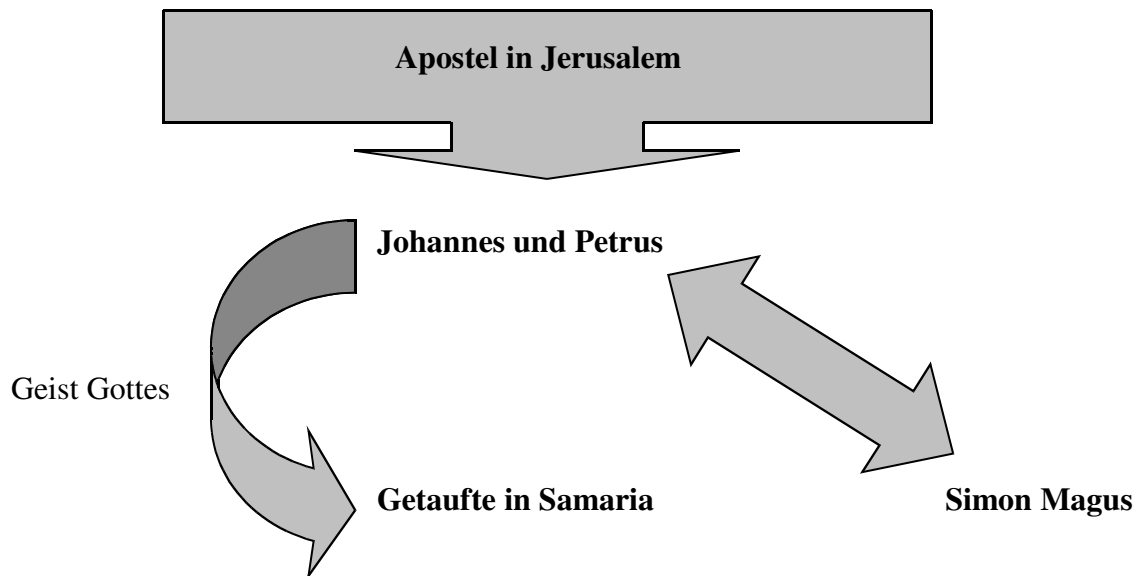 Apostel in Jerusalem
Johannes und Petrus
Geist Gottes
Getaufte in Samaria
Simon Magus